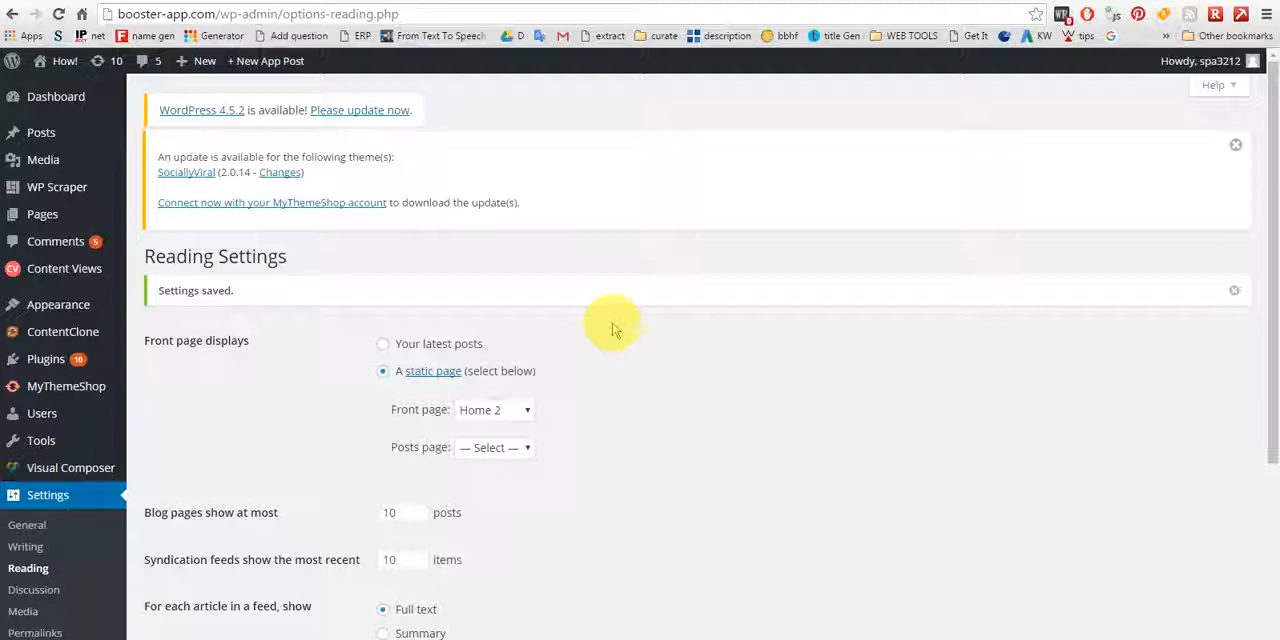 booster-app.com/wp-admin/options-reading.php
Apps S net name gen Generator Add question ERP From Text To Speech D extract curate description bbhf title Gen WEB TOOLS Get It KW tips » Other bookmarks
How! 10 5 New + New App Post Howdy, spa3212
Help
Dashboard
Posts
Media
WP Scraper
Pages
Comments 5
Content Views
Appearance
ContentClone
Plugins 10
MyThemeShop
Users
Tools
Visual Composer
Settings
General
Writing
Reading
Discussion
Media
Permalinks
WordPress 4.5.2 is available! Please update now.
An update is available for the following theme(s):
SociallyViral (2.0.14 - Changes)
Connect now with your MyThemeShop account to download the update(s).
Reading Settings
Settings saved.
Front page displays
Your latest posts
A static page (select below)
Front page: Home 2
Posts page: — Select —
Blog pages show at most 10 posts
Syndication feeds show the most recent 10 items
For each article in a feed, show
Full text
Summary